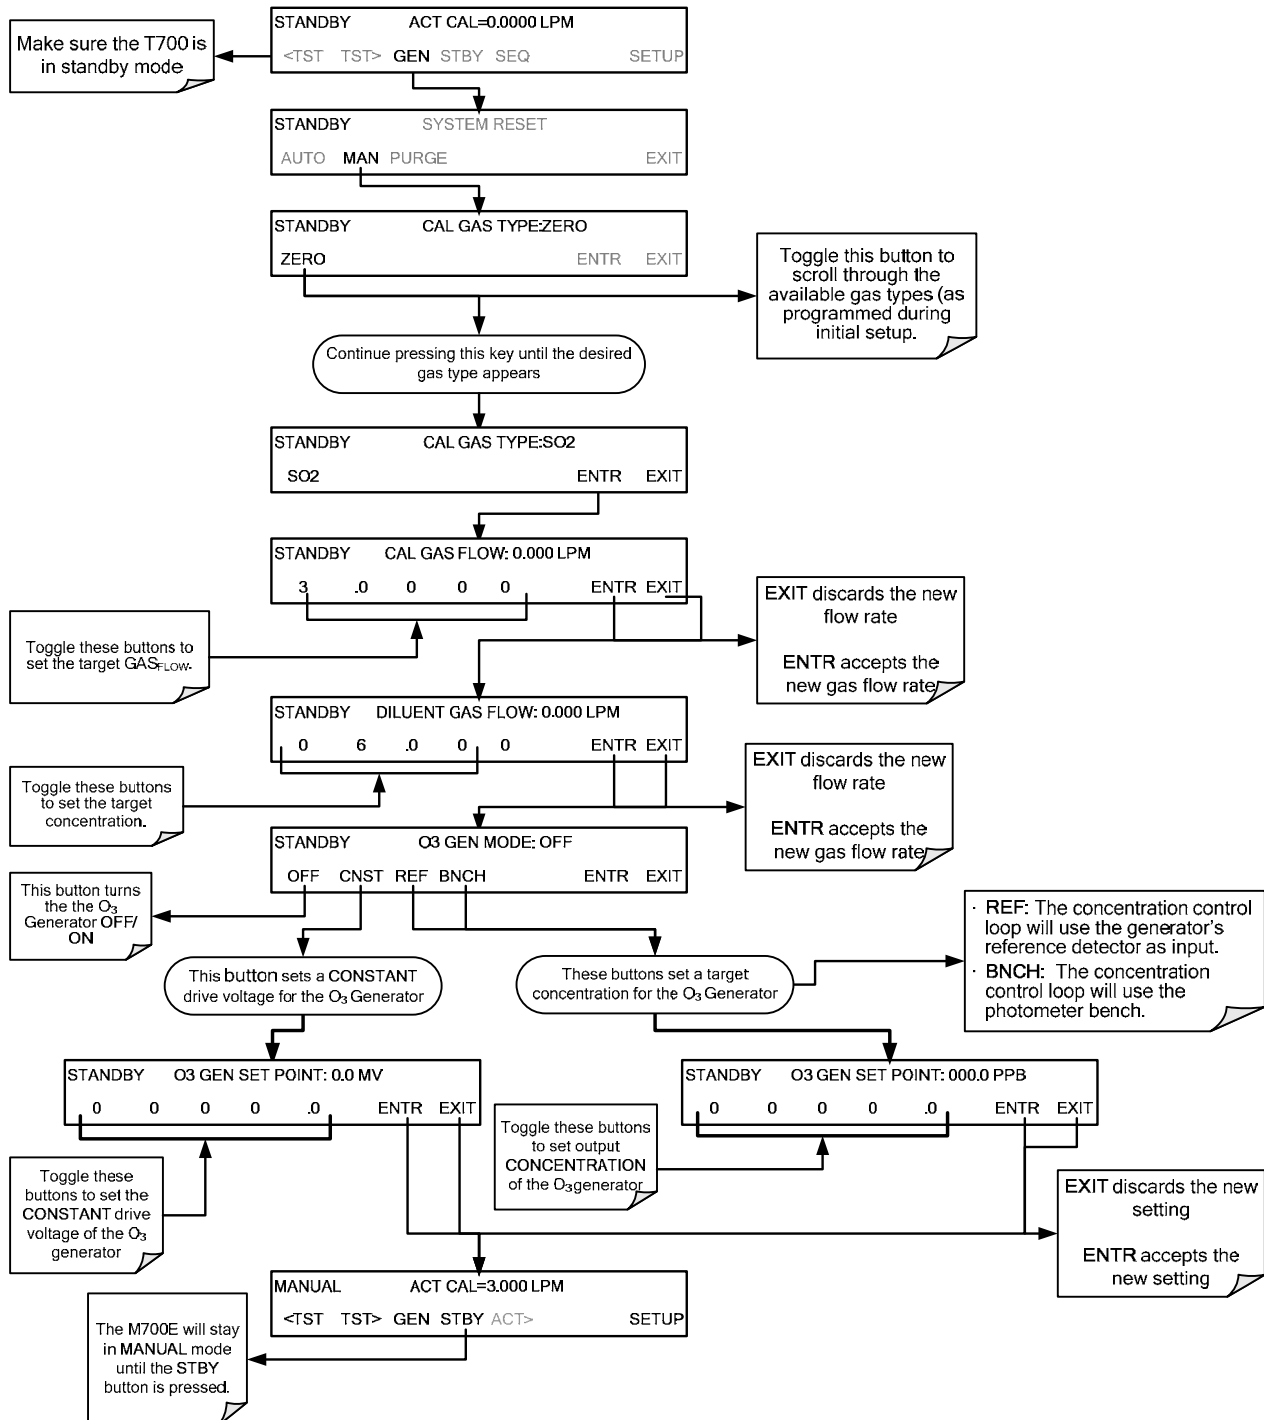 STANDBY ACT CAL=0.0000 LPM
<TST TST> GEN STBY SEQ SETUP
Make sure the T700 is
in standby mode
STANDBY SYSTEM RESET
AUTO MAN PURGE EXIT
STANDBY CAL GAS TYPE:ZERO
ZERO ENTR EXIT
Toggle this button to
scroll through the
available gas types (as
programmed during
initial setup.
Continue pressing this key until the desired
gas type appears
STANDBY CAL GAS TYPE:SO2
SO2 ENTR EXIT
STANDBY CAL GAS FLOW: 0.000 LPM
3 .0 0 0 0 ENTR EXIT
EXIT discards the new
flow rate
ENTR accepts the
new gas flow rate
Toggle these buttons to
set the target GASFLOW.
STANDBY DILUENT GAS FLOW: 0.000 LPM
0 6 .0 0 0 ENTR EXIT
EXIT discards the new
flow rate
ENTR accepts the
new gas flow rate
Toggle these buttons
to set the target
concentration.
STANDBY O3 GEN MODE: OFF
OFF CNST REF BNCH ENTR EXIT
This button turns
the the O3
Generator OFF/
ON
This button sets a CONSTANT
drive voltage for the O3 Generator
These buttons set a target
concentration for the O3 Generator
· REF: The concentration control
loop will use the generator's
reference detector as input.
· BNCH: The concentration
control loop will use the
photometer bench.
STANDBY O3 GEN SET POINT: 0.0 MV
0 0 0 0 .0 ENTR EXIT
STANDBY O3 GEN SET POINT: 000.0 PPB
0 0 0 0 .0 ENTR EXIT
Toggle these buttons
to set output
CONCENTRATION
of the O3 generator
Toggle these
buttons to set the
CONSTANT drive
voltage of the O3
generator
EXIT discards the new
setting
ENTR accepts the
new setting
MANUAL ACT CAL=3.000 LPM
<TST TST> GEN STBY ACT> SETUP
The M700E will stay
in MANUAL mode
until the STBY
button is pressed.